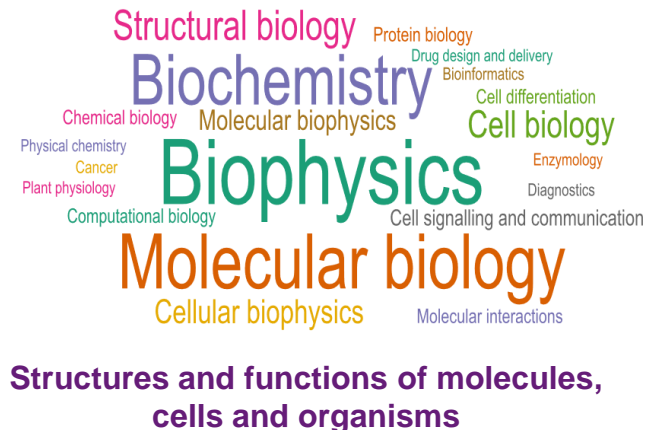 Structural biology
Protein biology
Drug design and delivery
Biochemistry
Bioinformatics
Cell differentiation
Chemical biology
Molecular biophysics
Cell biology
Physical chemistry
Biophysics
Enzymology
Cancer
Plant physiology
Diagnostics
Computational biology
Cell signalling and communication
Molecular biology
Cellular biophysics
Molecular interactions
Structures and functions of molecules,
cells and organisms